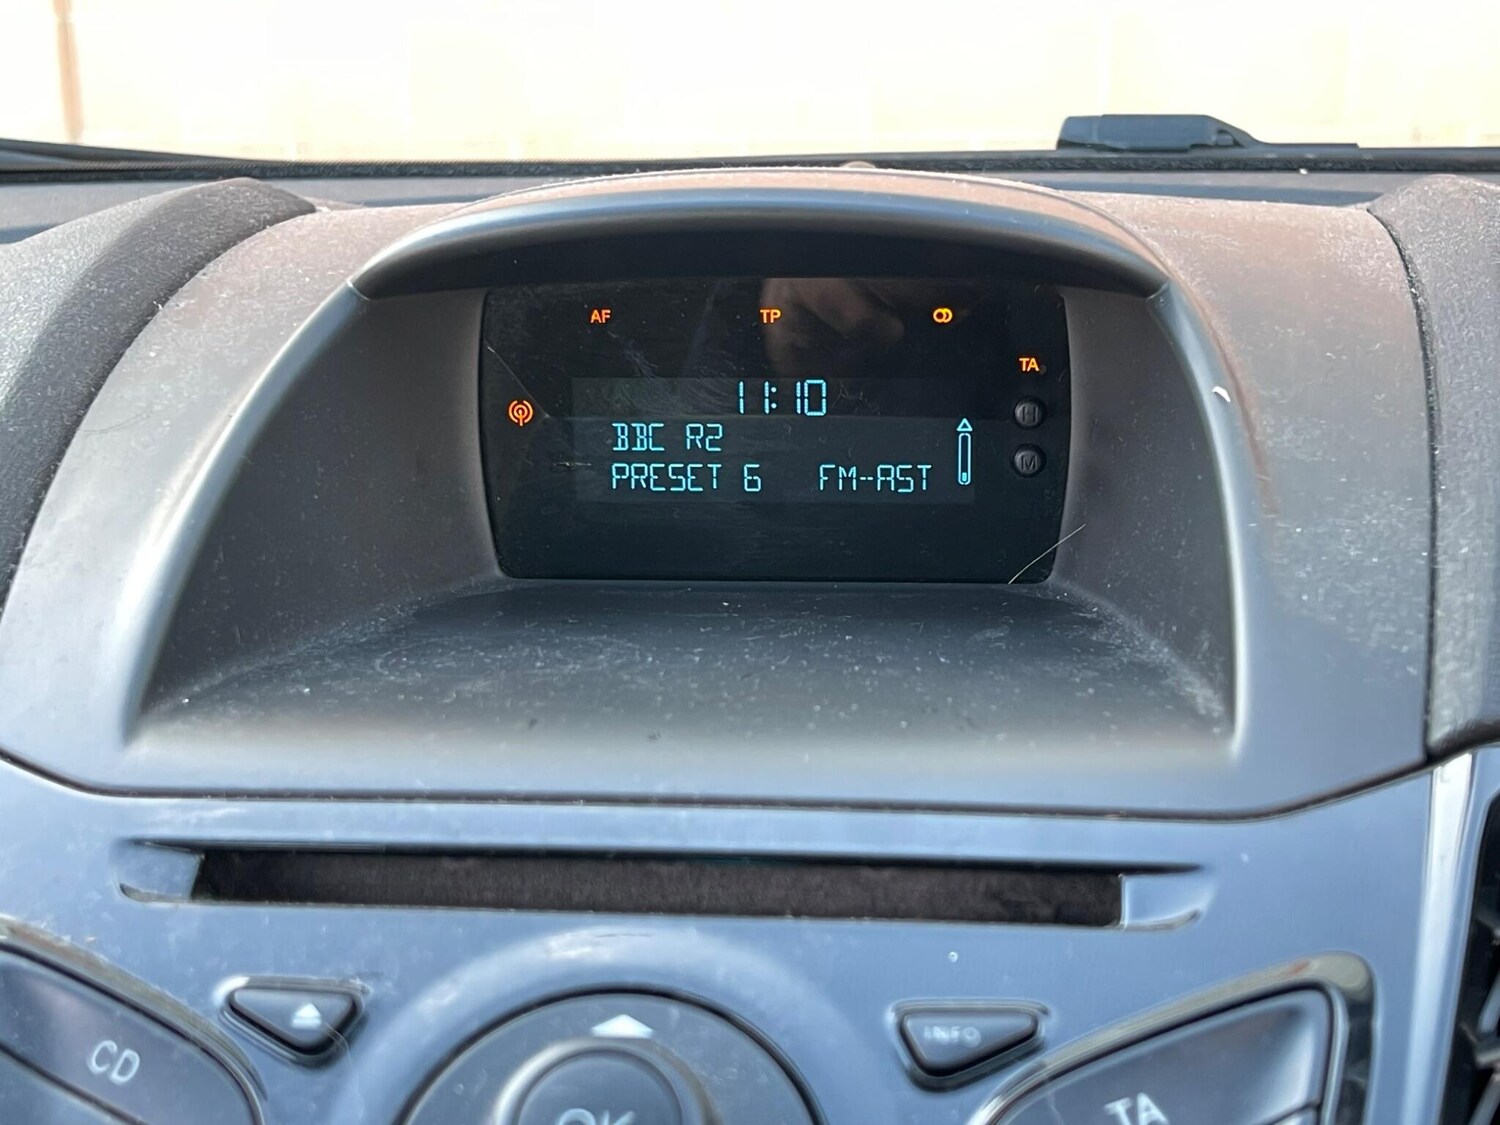 AF TP
TA
11:10
H
BBC R2
M
PRESET 6 FM-AST
INFO
CD
OK
TA